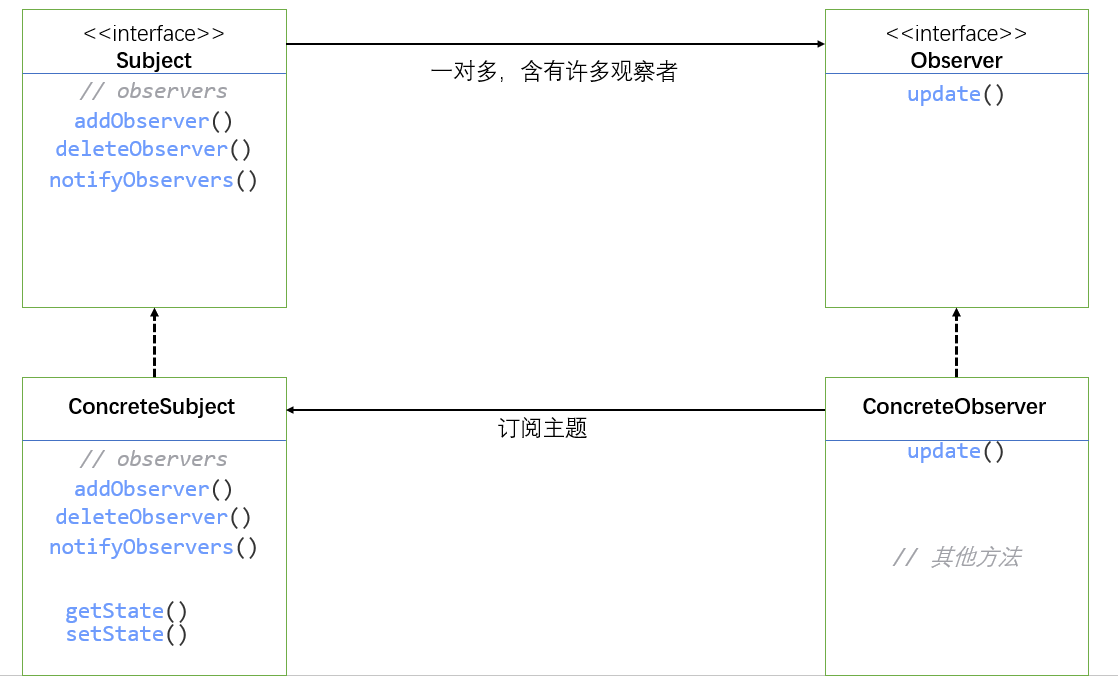 <<interface>>
Subject
// observers
addObserver()
deleteObserver()
notifyObservers()
一对多，含有许多观察者
<<interface>>
Observer
update()
ConcreteSubject
// observers
addObserver()
deleteObserver()
notifyObservers()
getState()
setState()
订阅主题
ConcreteObserver
update()
// 其他方法